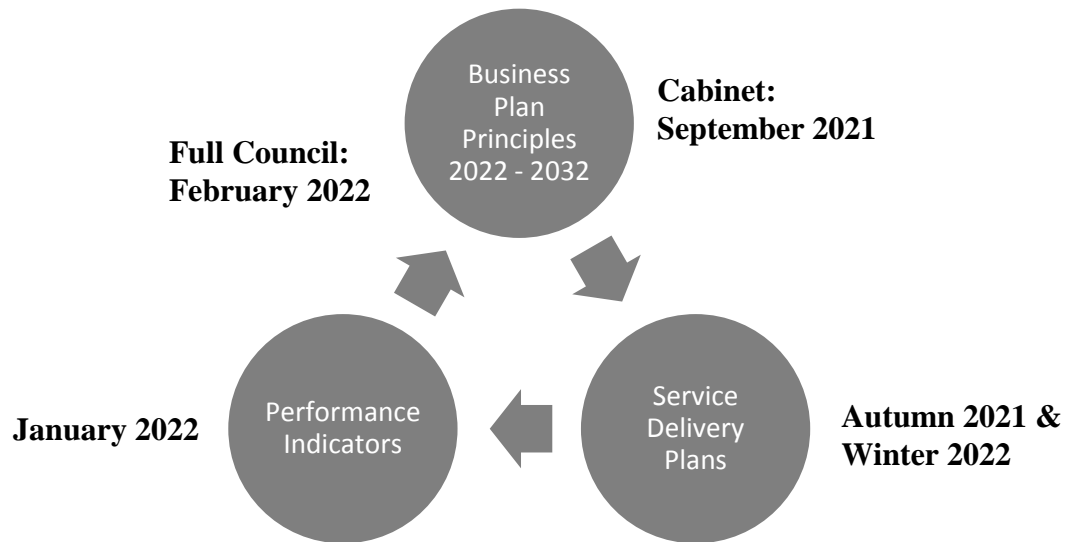 Business
Plan
Principles
2022 - 2032
Cabinet:
September 2021
Full Council:
February 2022
Service
Delivery
Plans
Autumn 2021 &
Winter 2022
Performance
Indicators
January 2022